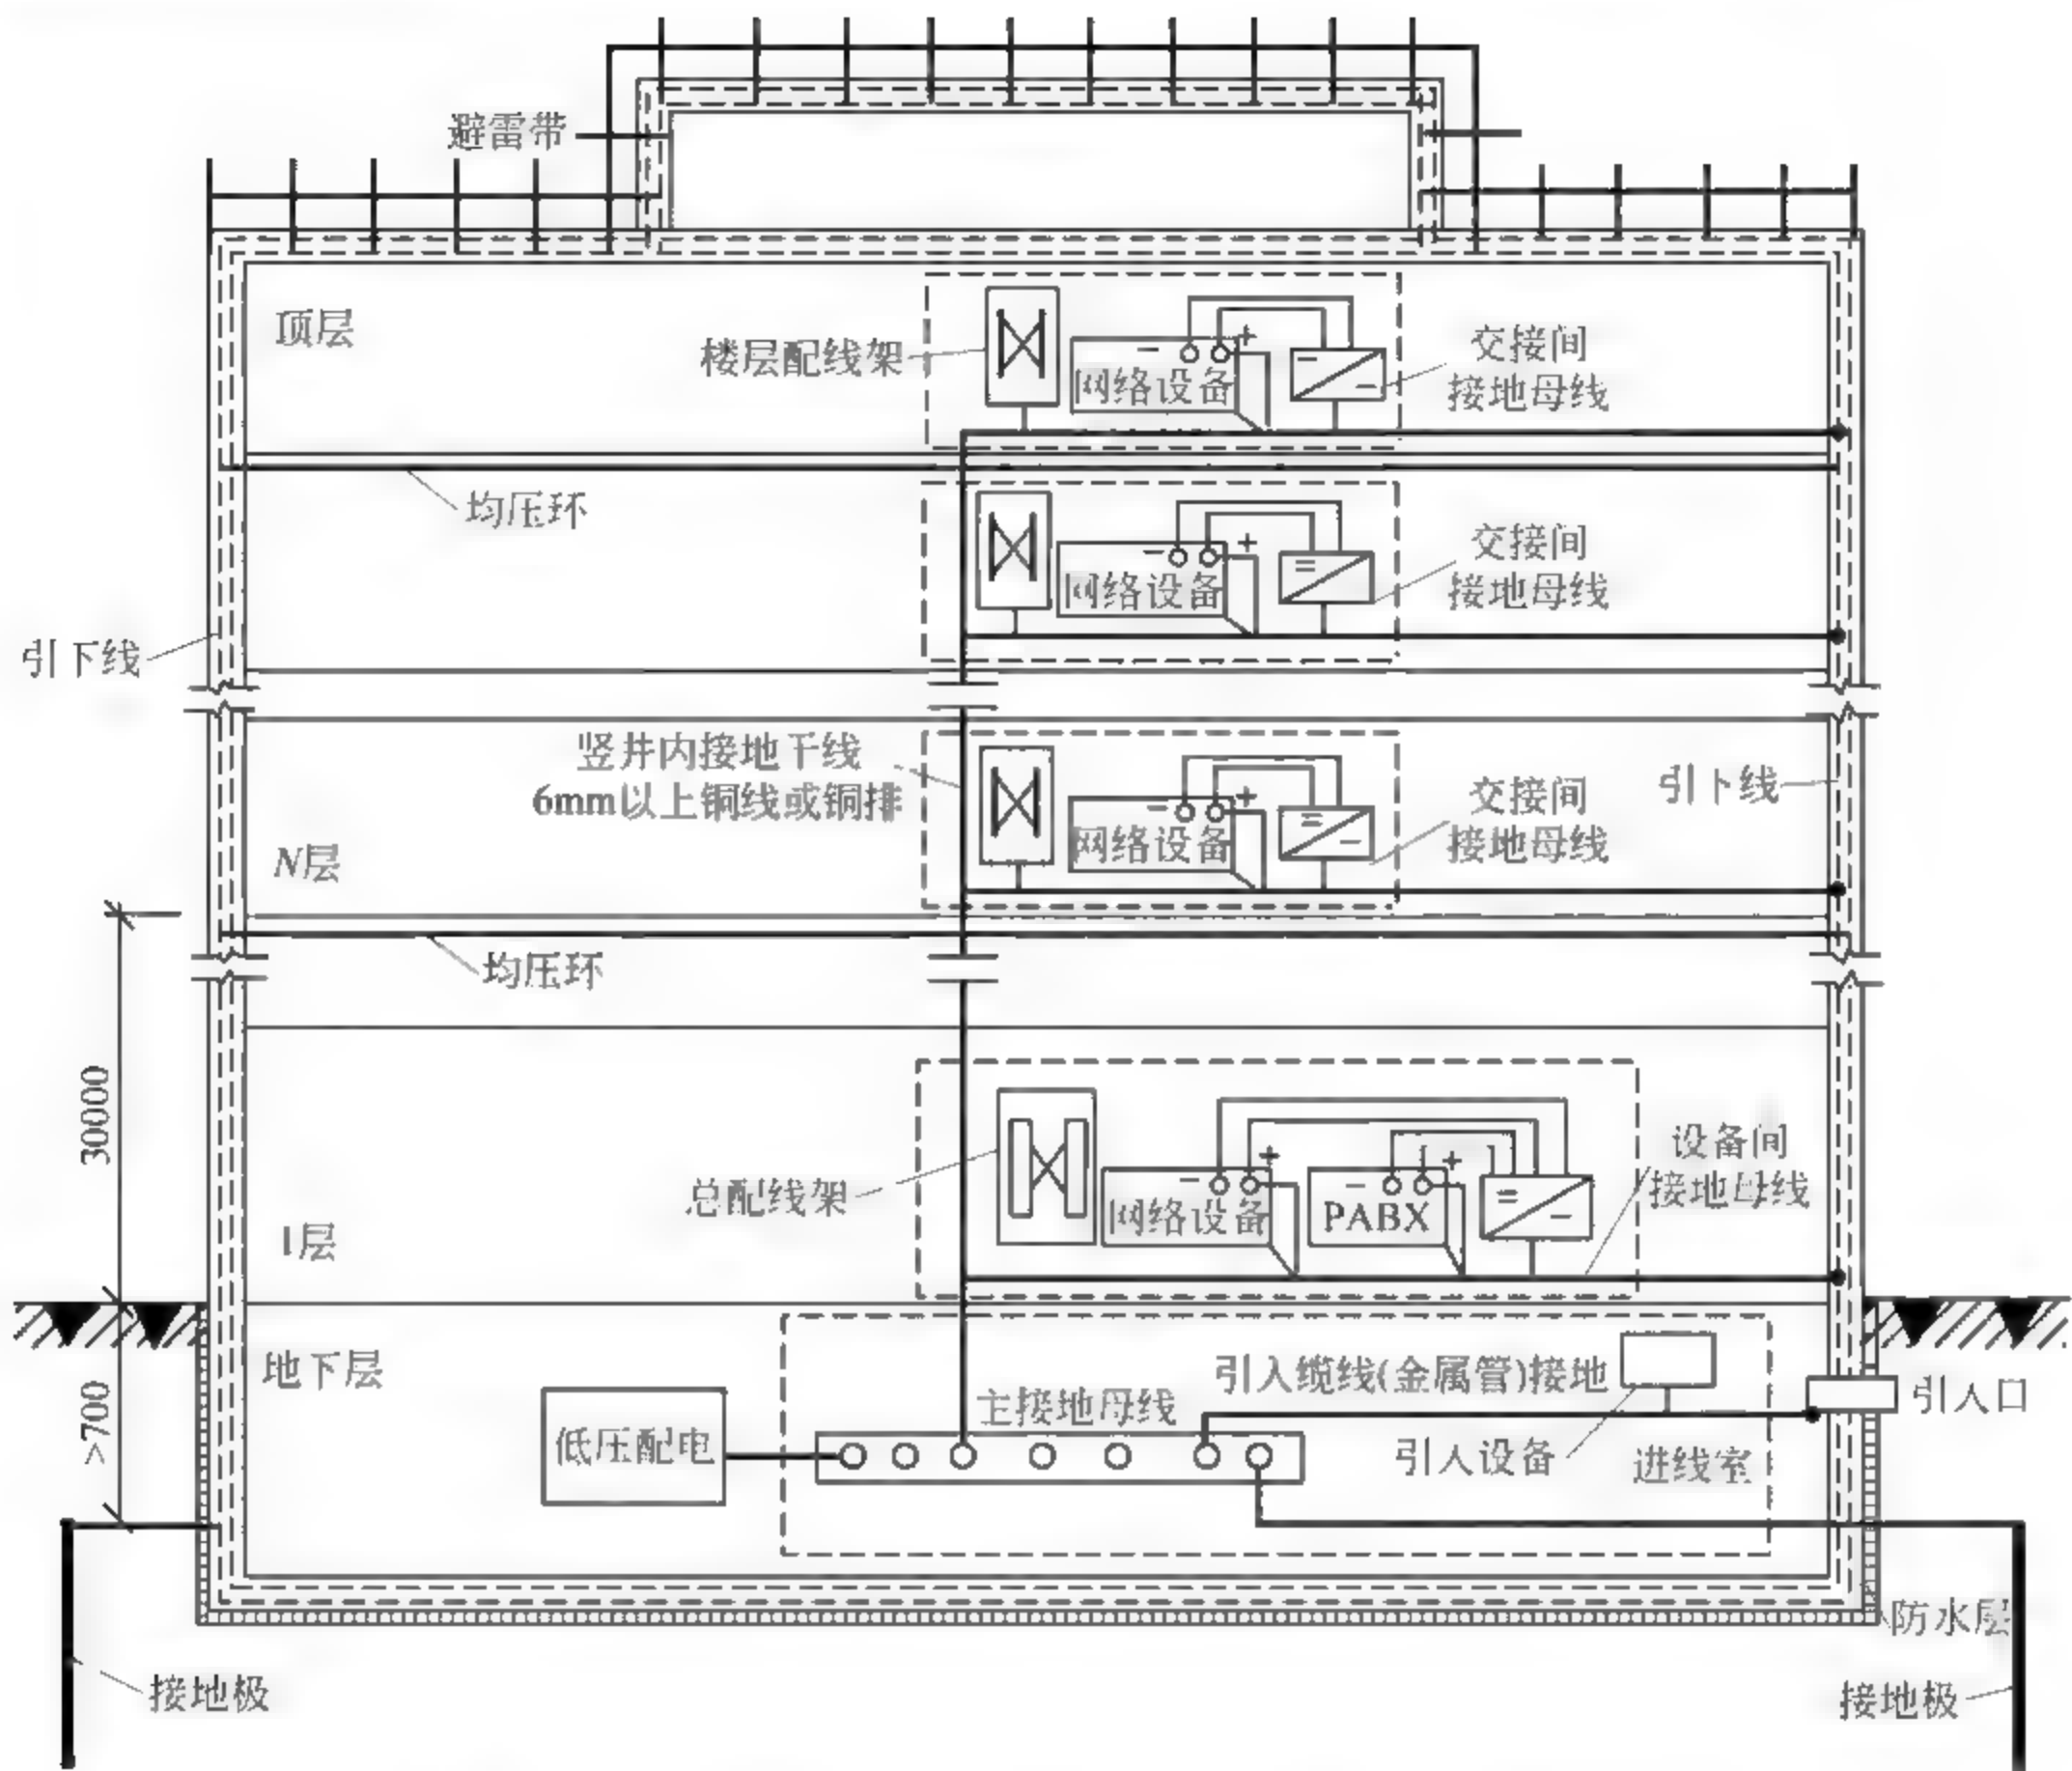 避雷带
顶层
楼层配线架
网络设备
交接间
接地母线
均压环
网络设备
交接间
接地母线
引下线
竖井内接地干线
6mm以上铜线或铜排
网络设备
交接间
接地母线
引下线
N层
均压环
30000
总配线架
网络设备
PABX
设备间
接地母线
1层
地下层
>700
低压配电
主接地母线
引入缆线(金属管)接地
引入设备
进线室
引入口
防水层
接地极
接地极